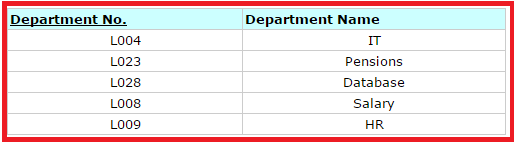 Department No. Department Name
L004 IT
L023 Pensions
L028 Database
L008 Salary
L009 HR